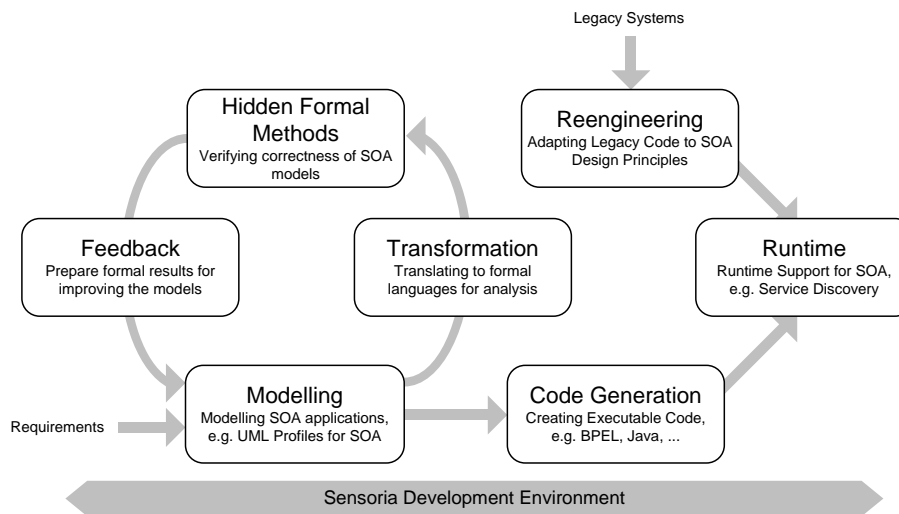 Legacy Systems
Hidden Formal
Methods
Verifying correctness of SOA
models
Reengineering
Adapting Legacy Code to SOA
Design Principles
Feedback
Prepare formal results for
improving the models
Transformation
Translating to formal
languages for analysis
Runtime
Runtime Support for SOA,
e.g. Service Discovery
Requirements
Modelling
Modelling SOA applications,
e.g. UML Profiles for SOA
Code Generation
Creating Executable Code,
e.g. BPEL, Java, ...
Sensoria Development Environment